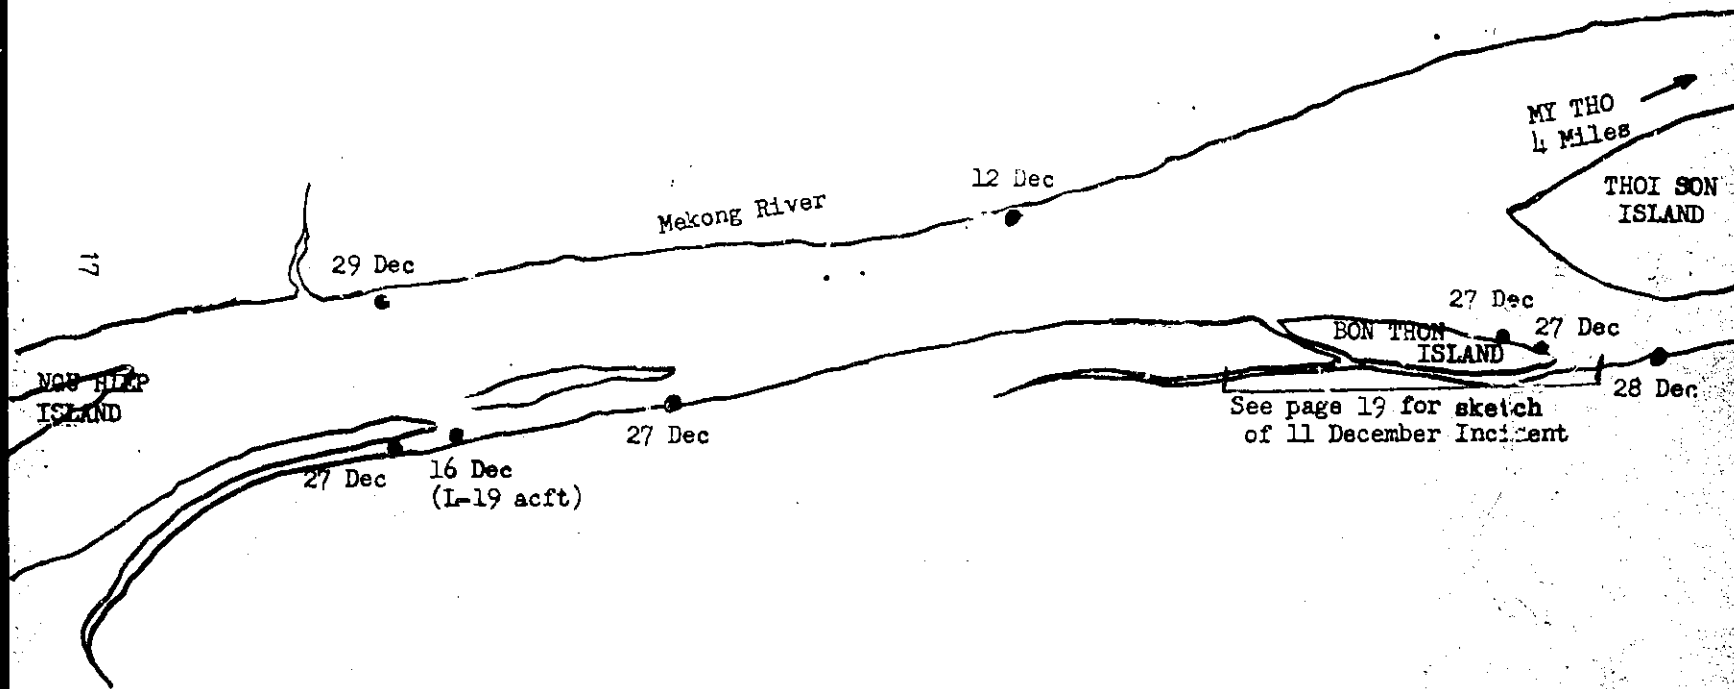 MY THO
4 Miles
THOI SON
ISLAND
12 Dec
Mekong River
17
29 Dec
27 Dec
27 Dec
BON THON
ISLAND
28 Dec
HIEP
ISLAND
See page 19 for sketch
of 11 December Incident
27 Dec
27 Dec
16 Dec
(L-19 acft)